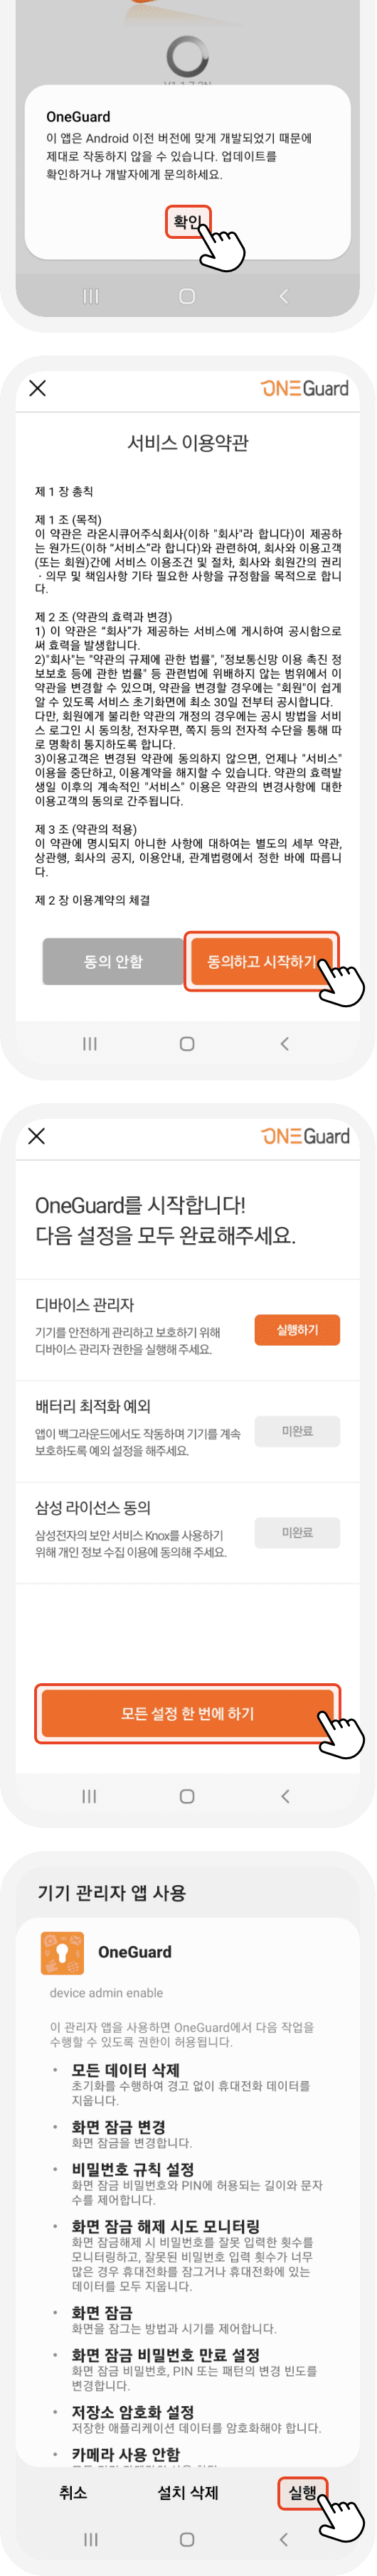 OneGuard
이 앱은 Android 이전 버전에 맞게 개발되었기 때문에
제대로 작동하지 않을 수 있습니다. 업데이트를
확인하거나 개발자에게 문의하세요.
확인
ONEGuard
서비스 이용약관
제 1 장 총칙
제 1 조 (목적)
이 약관은 라온시큐어주식회사(이하 "회사"라 합니다)이 제공하
는 원가드(이하 “서비스”라 합니다)와 관련하여, 회사와 이용고객
(또는 회원)간에 서비스 이용조건 및 절차, 회사와 회원간의 권리
· 의무 및 책임사항 기타 필요한 사항을 규정함을 목적으로 합니
다.
제 2 조 (약관의 효력과 변경)
1) 이 약관은 “회사”가 제공하는 서비스에 게시하여 공시함으로
써 효력을 발생합니다.
2)"회사"는 "약관의 규제에 관한 법률", "정보통신망 이용 촉진 정
보보호 등에 관한 법률" 등 관련법에 위배하지 않는 범위에서 이
약관을 변경할 수 있으며, 약관을 변경할 경우에는 "회원"이 쉽게
알 수 있도록 서비스 초기화면에 최소 30일 전부터 공시합니다.
다만, 회원에게 불리한 약관의 개정의 경우에는 공시 방법을 서비
스 로그인 시 동의창, 전자우편, 쪽지 등의 전자적 수단을 통해 따
로 명확히 통지하도록 합니다.
3)이용고객은 변경된 약관에 동의하지 않으면, 언제나 "서비스"
이용을 중단하고, 이용계약을 해지할 수 있습니다. 약관의 효력발
생일 이후의 계속적인 "서비스" 이용은 약관의 변경사항에 대한
이용고객의 동의로 간주됩니다.
제 3 조 (약관의 적용)
이 약관에 명시되지 아니한 사항에 대하여는 별도의 세부 약관,
상관행, 회사의 공지, 이용안내, 관계법령에서 정한 바에 따릅니
다.
제 2 장 이용계약의 체결
동의 안함
동의하고 시작하기
ONEGuard
OneGuard를 시작합니다!
다음 설정을 모두 완료해주세요.
디바이스 관리자
기기를 안전하게 관리하고 보호하기 위해
디바이스 관리자 권한을 실행해 주세요.
실행하기
배터리 최적화 예외
앱이 백그라운드에서도 작동하며 기기를 계속
보호하도록 예외 설정을 해주세요.
미완료
삼성 라이선스 동의
삼성전자의 보안 서비스 Knox를 사용하기
위해 개인 정보 수집 이용에 동의해 주세요.
미완료
모든 설정 한 번에 하기
기기 관리자 앱 사용
OneGuard
device admin enable
이 관리자 앱을 사용하면 OneGuard에서 다음 작업을
수행할 수 있도록 권한이 허용됩니다.
• 모든 데이터 삭제
초기화를 수행하여 경고 없이 휴대전화 데이터를
지웁니다.
• 화면 잠금 변경
화면 잠금을 변경합니다.
• 비밀번호 규칙 설정
화면 잠금 비밀번호와 PIN에 허용되는 길이와 문자
수를 제어합니다.
• 화면 잠금 해제 시도 모니터링
화면 잠금해제 시 비밀번호를 잘못 입력한 횟수를
모니터링하고, 잘못된 비밀번호 입력 횟수가 너무
많은 경우 휴대전화를 잠그거나 휴대전화에 있는
데이터를 모두 지웁니다.
• 화면 잠금
화면을 잠그는 방법과 시기를 제어합니다.
• 화면 잠금 비밀번호 만료 설정
화면 잠금 비밀번호, PIN 또는 패턴의 변경 빈도를
변경합니다.
• 저장소 암호화 설정
저장한 애플리케이션 데이터를 암호화해야 합니다.
• 카메라 사용 안함
취소
설치 삭제
실행